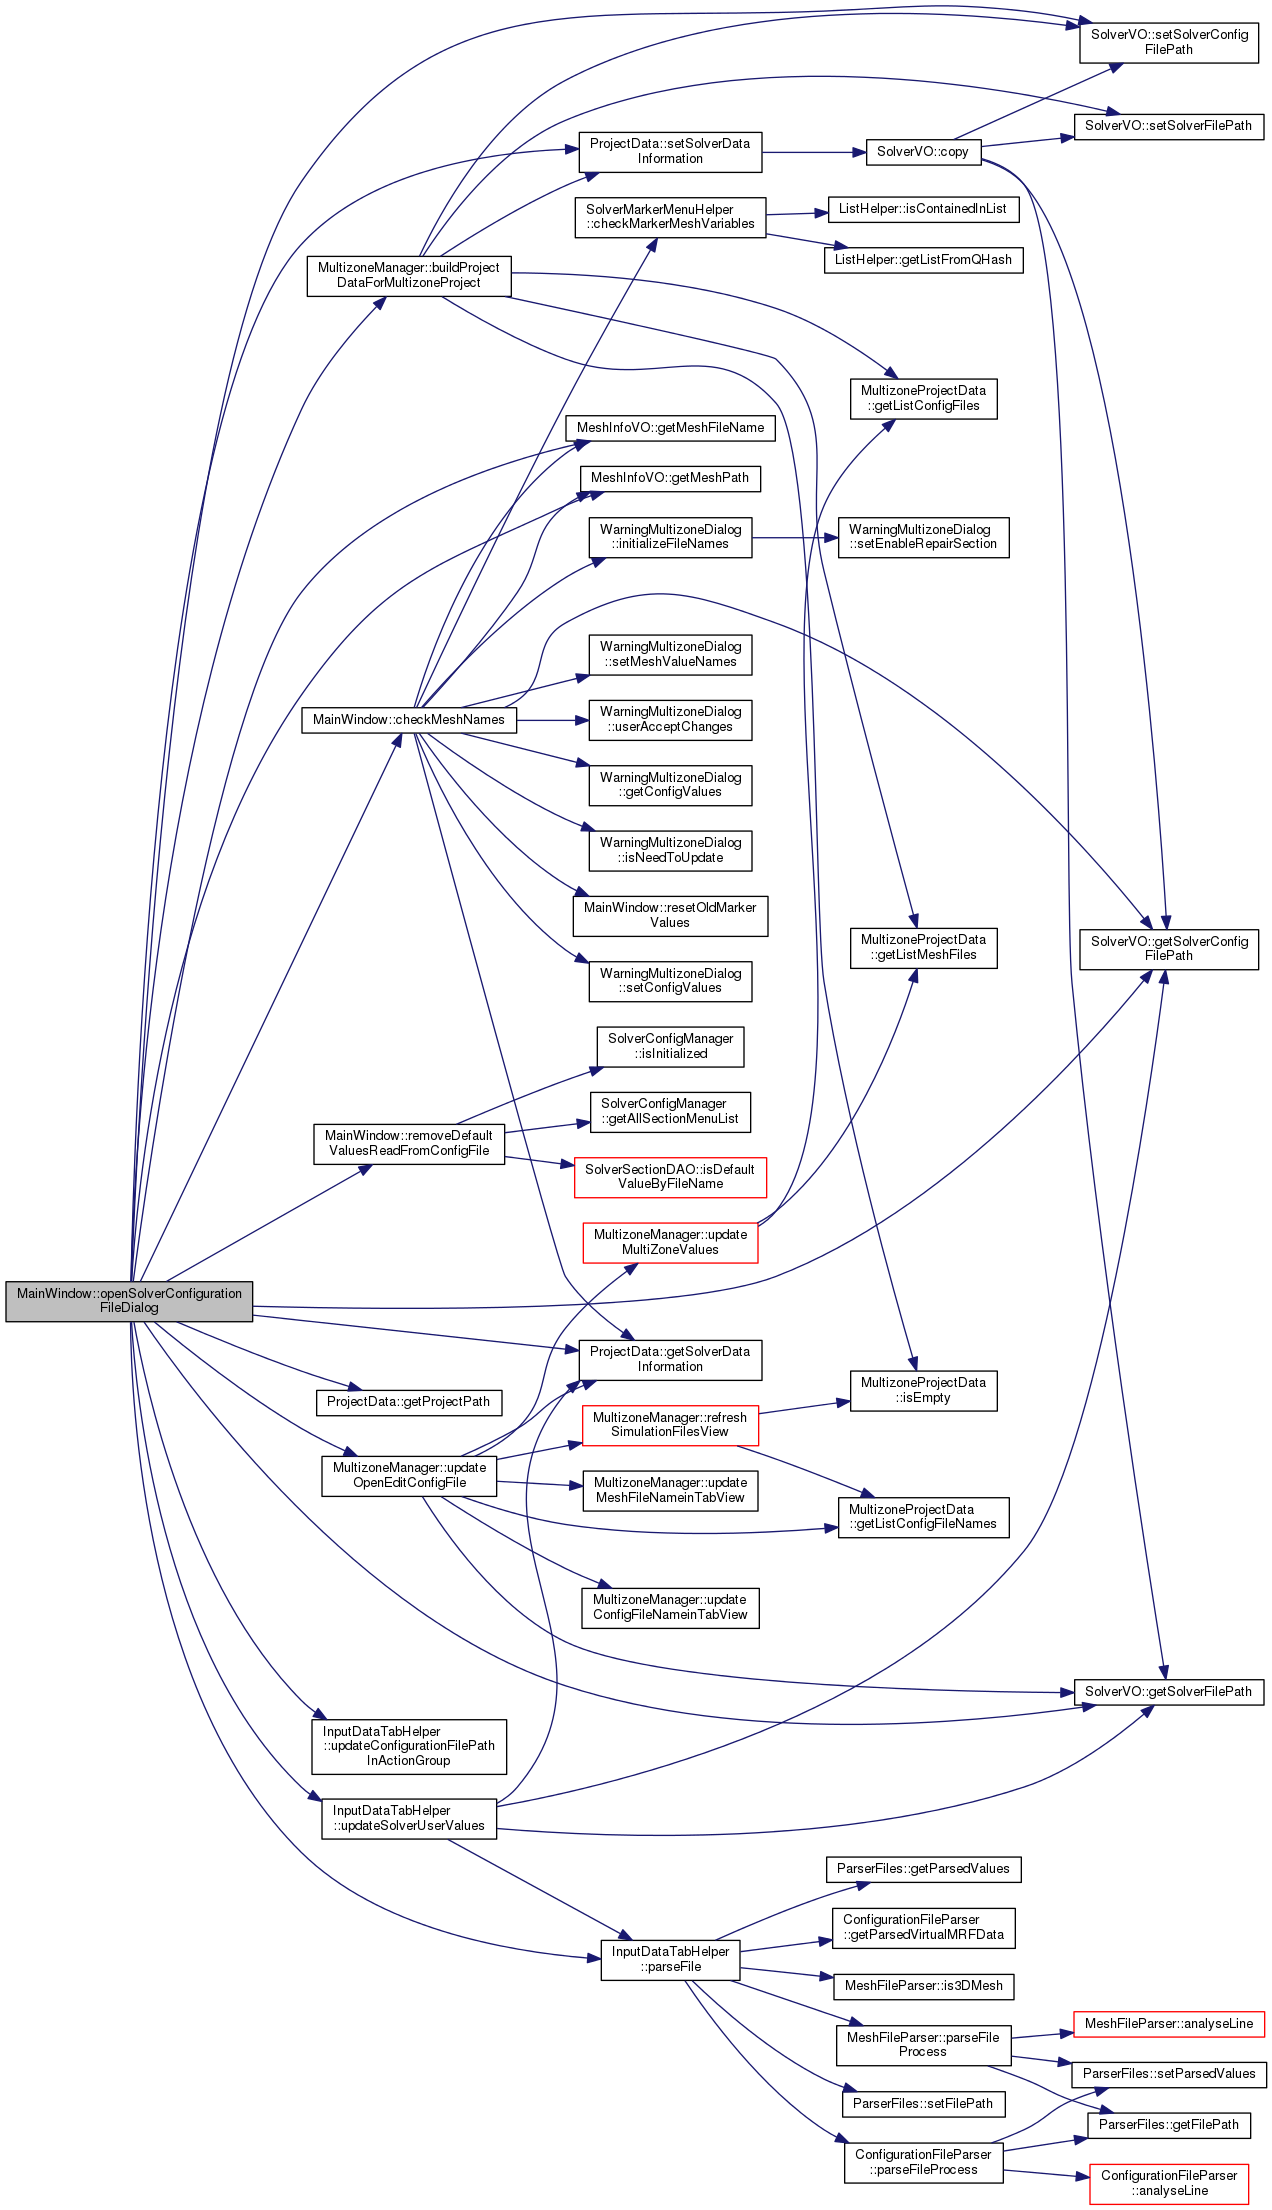 SolverVO::setSolverConfig
FilePath
SolverVO::setSolverFilePath
ProjectData::setSolverData
Information
SolverVO::copy
SolverMarkerMenuHelper
::checkMarkerMeshVariables
ListHelper::isContainedInList
ListHelper::getListFromQHash
MultizoneManager::buildProject
DataForMultizoneProject
MultizoneProjectData
::getListConfigFiles
MeshInfoVO::getMeshFileName
MeshInfoVO::getMeshPath
WarningMultizoneDialog
::initializeFileNames
WarningMultizoneDialog
::setEnableRepairSection
WarningMultizoneDialog
::setMeshValueNames
MainWindow::checkMeshNames
WarningMultizoneDialog
::userAcceptChanges
WarningMultizoneDialog
::getConfigValues
WarningMultizoneDialog
::isNeedToUpdate
MainWindow::resetOldMarker
Values
WarningMultizoneDialog
::setConfigValues
MultizoneProjectData
::getListMeshFiles
SolverVO::getSolverConfig
FilePath
SolverConfigManager
::isInitialized
SolverConfigManager
::getAllSectionMenuList
MainWindow::removeDefault
ValuesReadFromConfigFile
SolverSectionDAO::isDefault
ValueByFileName
MultizoneManager::update
MultiZoneValues
MainWindow::openSolverConfiguration
FileDialog
ProjectData::getSolverData
Information
ProjectData::getProjectPath
MultizoneProjectData
::isEmpty
MultizoneManager::refresh
SimulationFilesView
MultizoneManager::update
OpenEditConfigFile
MultizoneManager::update
MeshFileNameinTabView
MultizoneProjectData
::getListConfigFileNames
MultizoneManager::update
ConfigFileNameinTabView
SolverVO::getSolverFilePath
InputDataTabHelper
::updateConfigurationFilePath
InActionGroup
InputDataTabHelper
::updateSolverUserValues
ParserFiles::getParsedValues
ConfigurationFileParser
::getParsedVirtualMRFData
InputDataTabHelper
::parseFile
MeshFileParser::is3DMesh
MeshFileParser::parseFile
Process
MeshFileParser::analyseLine
ParserFiles::setParsedValues
ParserFiles::setFilePath
ParserFiles::getFilePath
ConfigurationFileParser
::parseFileProcess
ConfigurationFileParser
::analyseLine